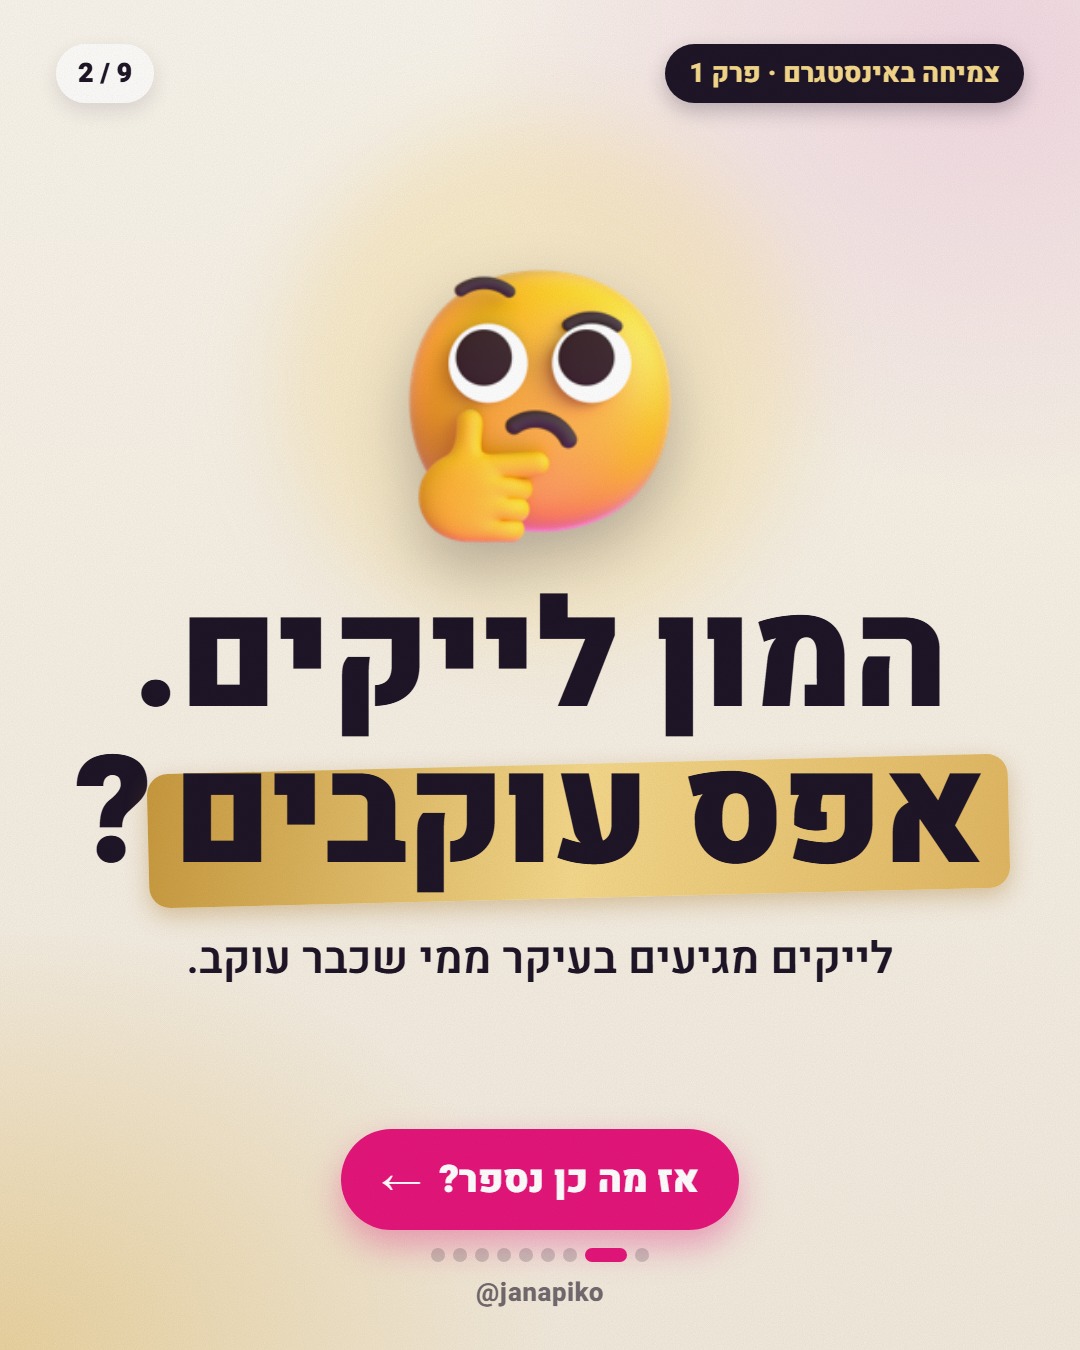 צמיחה באינסטגרם · פרק 1
2 / 9
המון לייקים.
אפס עוקבים?
לייקים מגיעים בעיקר ממי שכבר עוקב.
אז מה כן נספר? ←
@janapiko